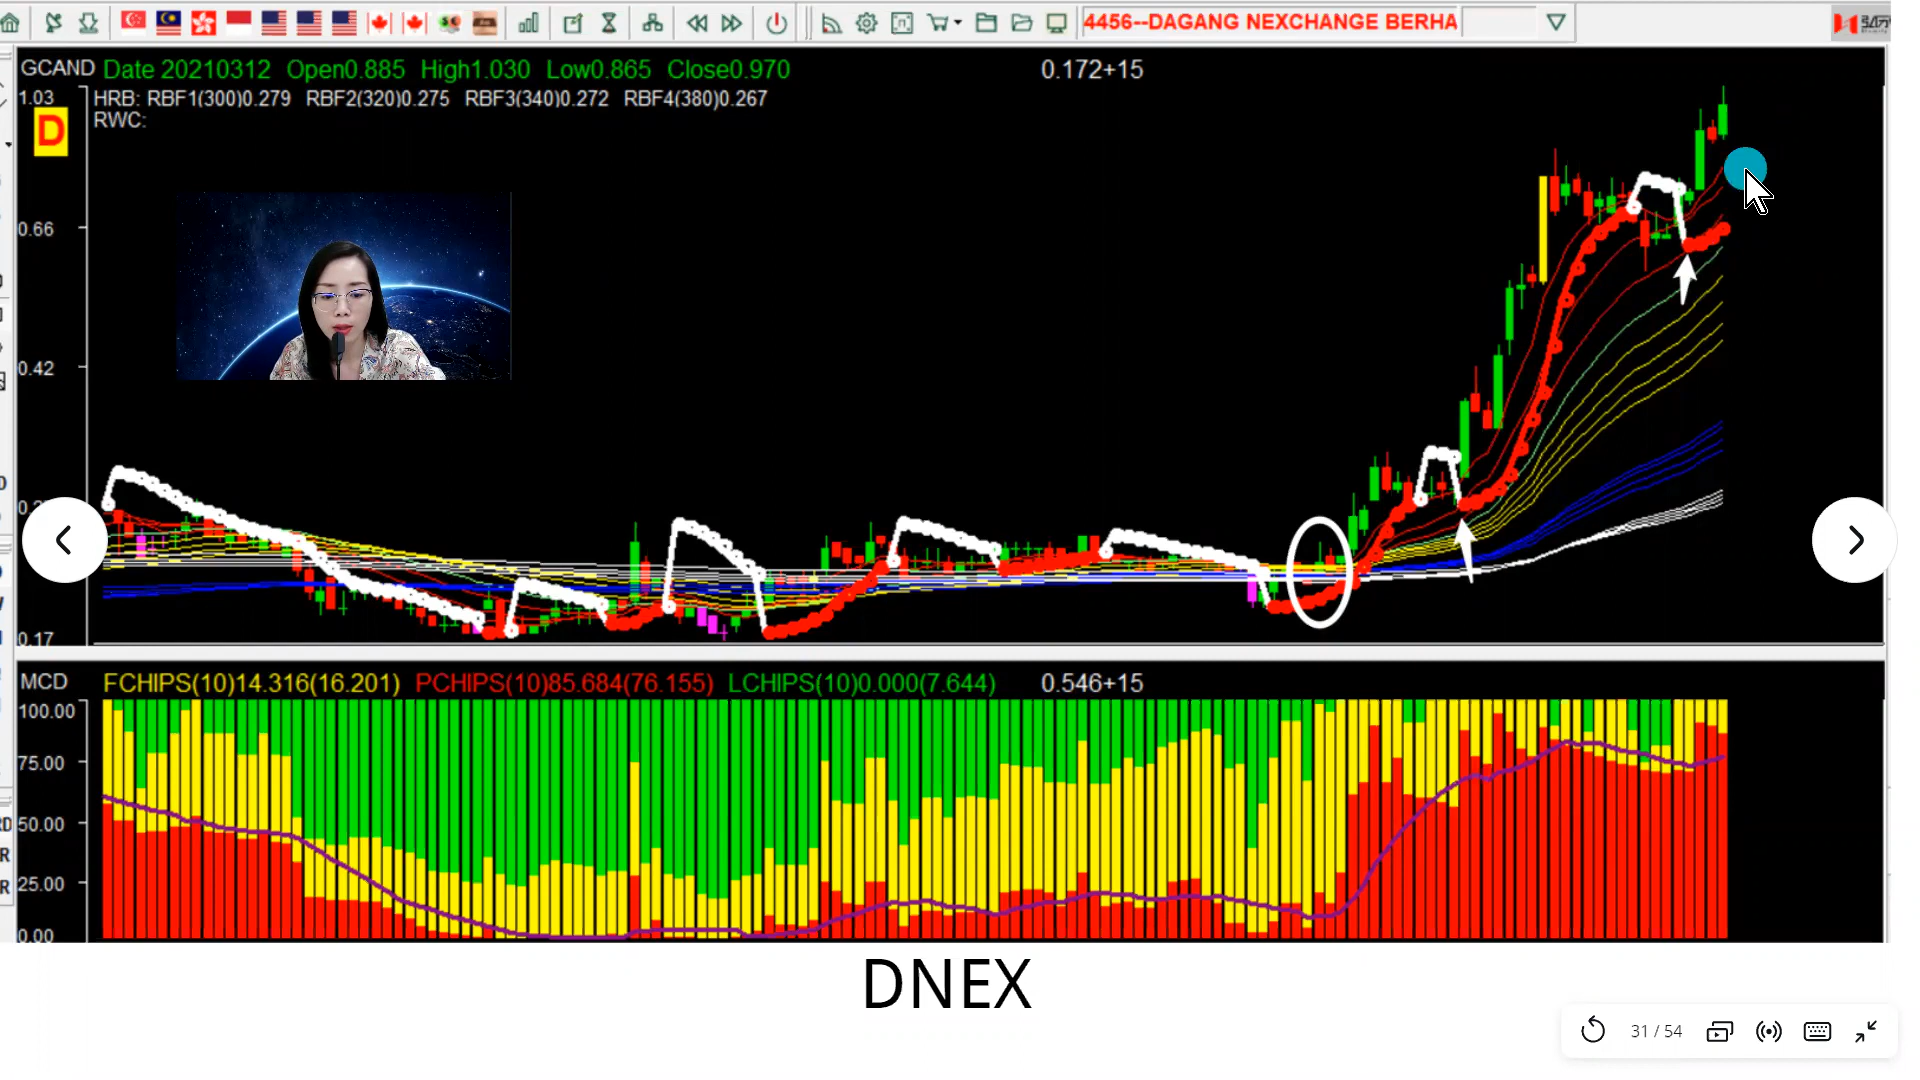 4456--DAGANG NEXCHANGE BERHA
GCAND Date 20210312 Open0.885 High1.030 Low0.865 Close0.970 0.172+15
1.03 HRB: RBF1(300)0.279 RBF2(320)0.275 RBF3(340)0.272 RBF4(380)0.267
RWC:
D
0.66
0.42
0.17
MCD FCHIPS(10)14.316(16.201) PCHIPS(10)85.684(76.155) LCHIPS(10)0.000(7.644) 0.546+15
100.00
75.00
50.00
25.00
0.00
DNEX
31 / 54